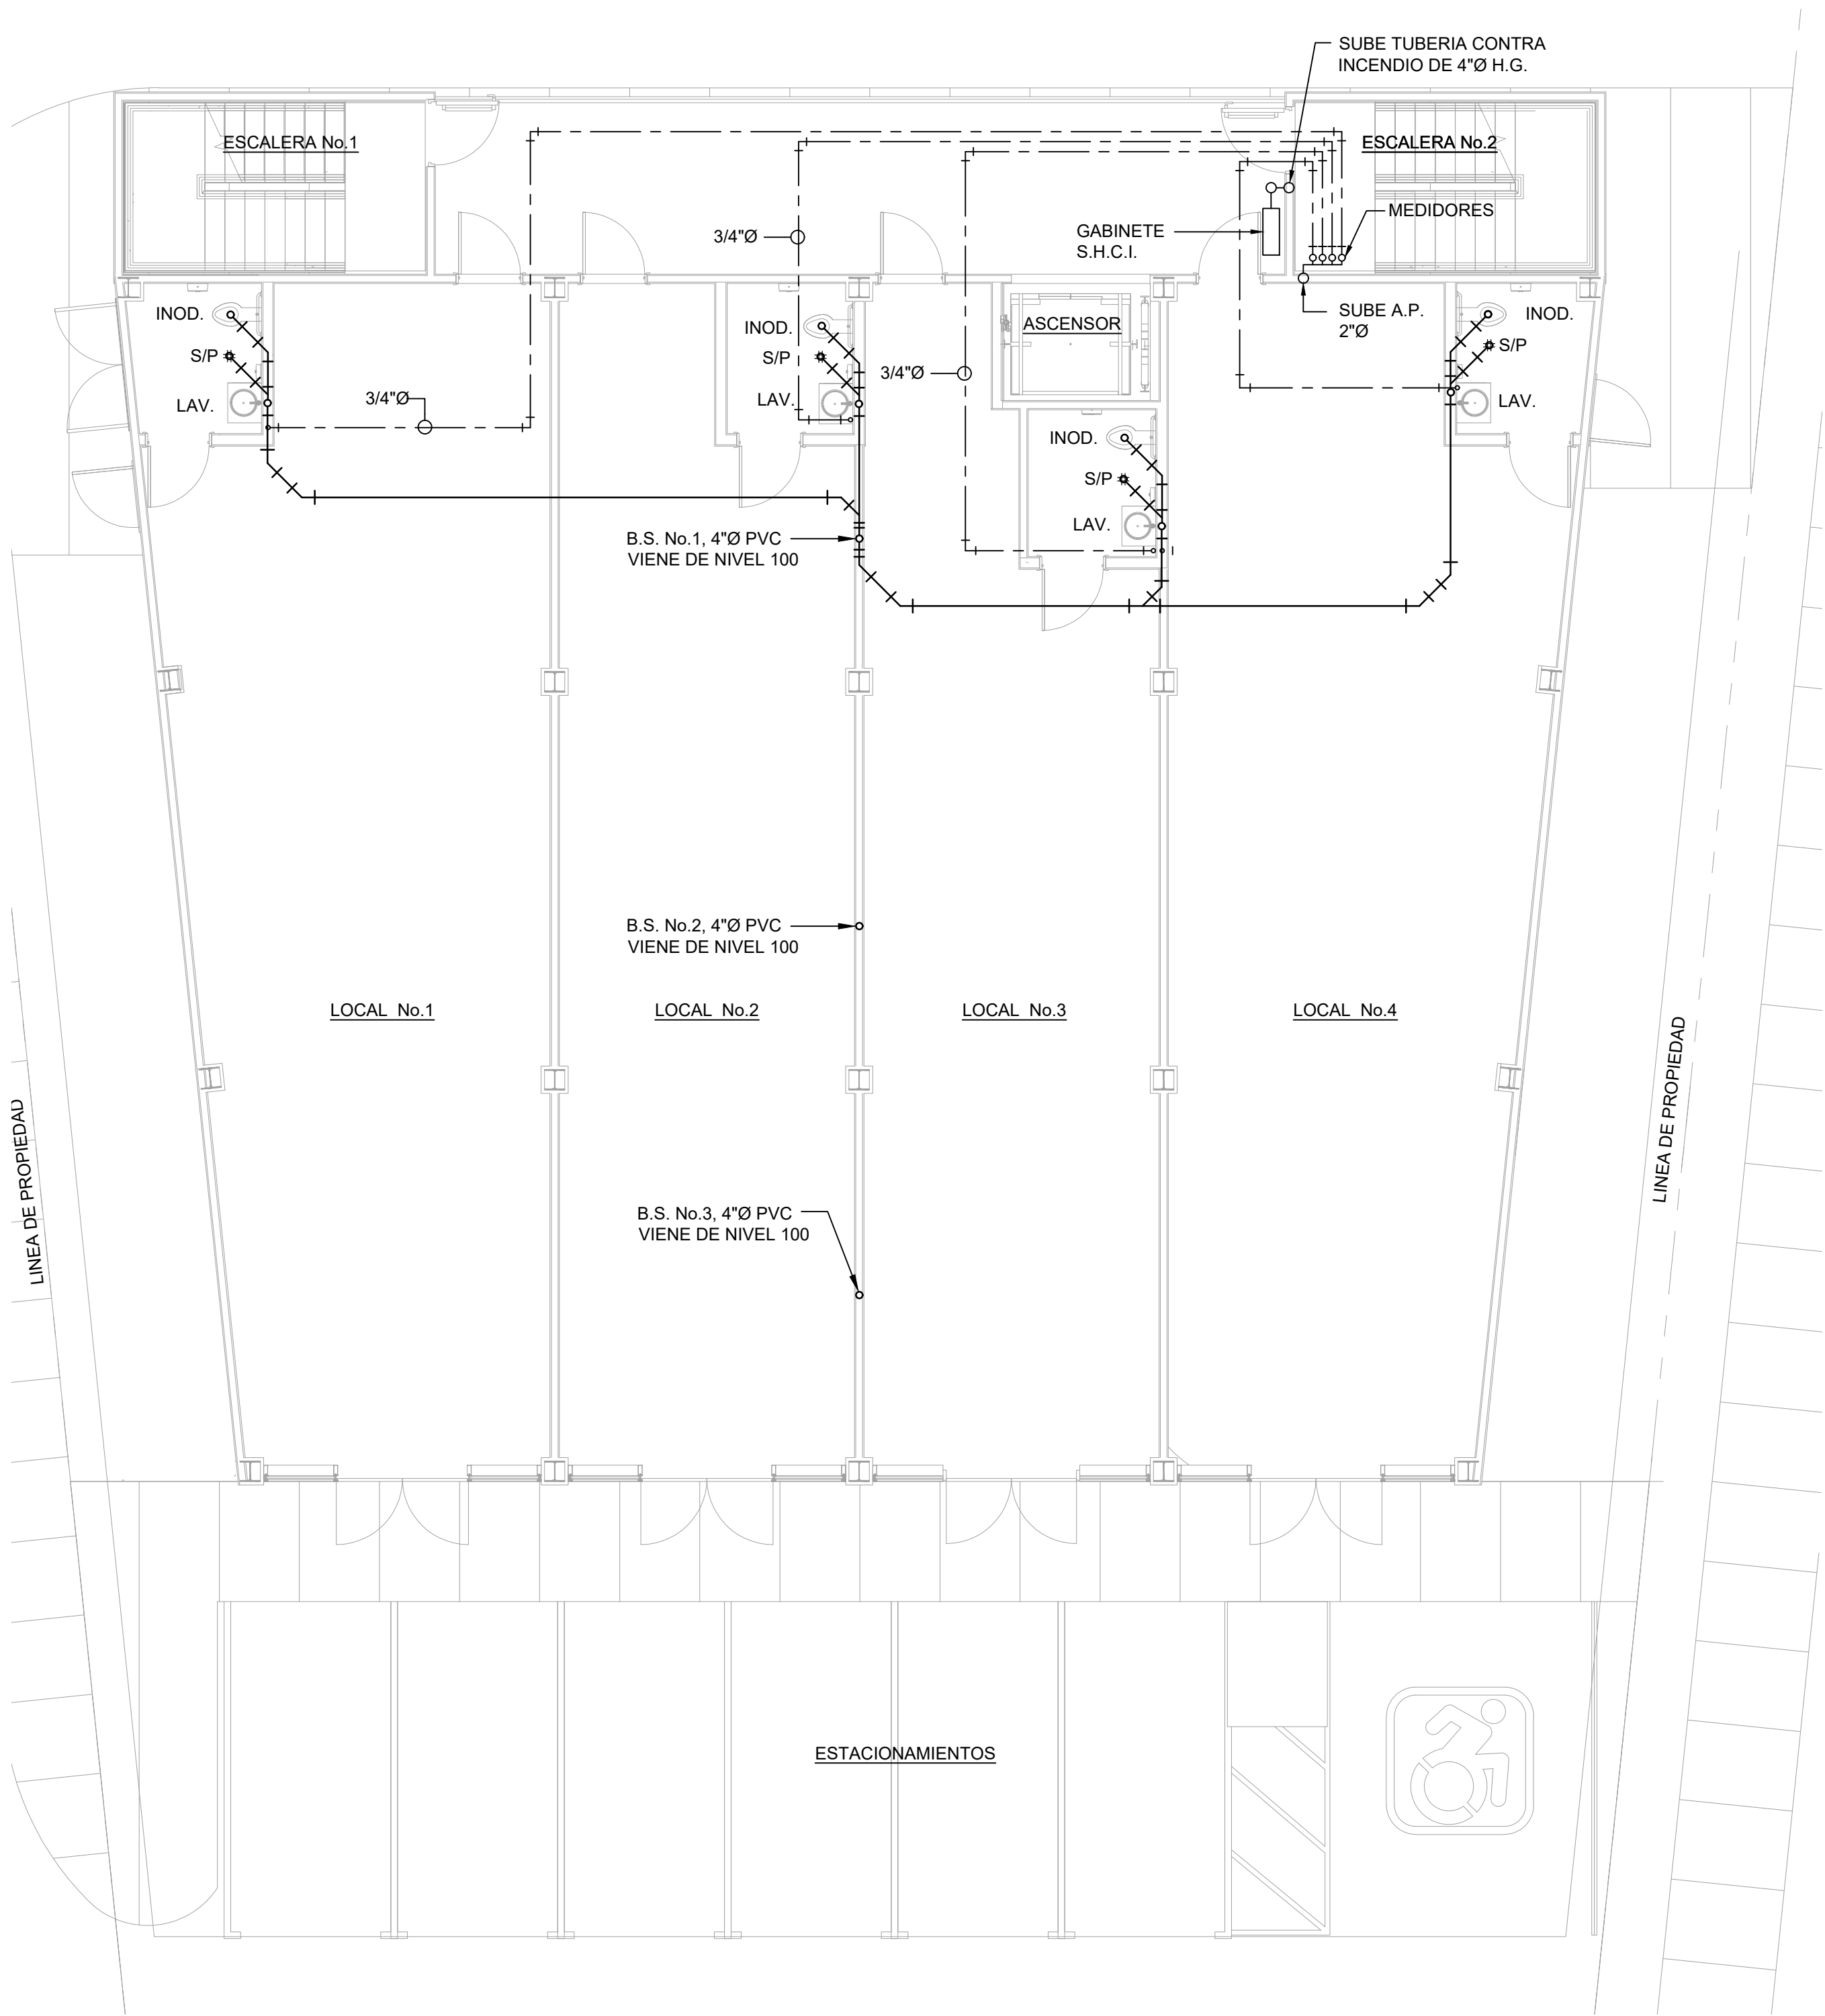 SUBE TUBERIA CONTRA
INCENDIO DE 4"Ø H.G.
ESCALERA No.1
ESCALERA No.2
MEDIDORES
3/4"Ø
GABINETE
S.H.C.I.
INOD.
S/P
LAV.
3/4"Ø
INOD.
S/P
LAV.
3/4"Ø
ASCENSOR
SUBE A.P.
2"Ø
INOD.
S/P
LAV.
INOD.
S/P
LAV.
B.S. No.1, 4"Ø PVC
VIENE DE NIVEL 100
B.S. No.2, 4"Ø PVC
VIENE DE NIVEL 100
LOCAL No.1
LOCAL No.2
LOCAL No.3
LOCAL No.4
LINEA DE PROPIEDAD
LINEA DE PROPIEDAD
B.S. No.3, 4"Ø PVC
VIENE DE NIVEL 100
ESTACIONAMIENTOS